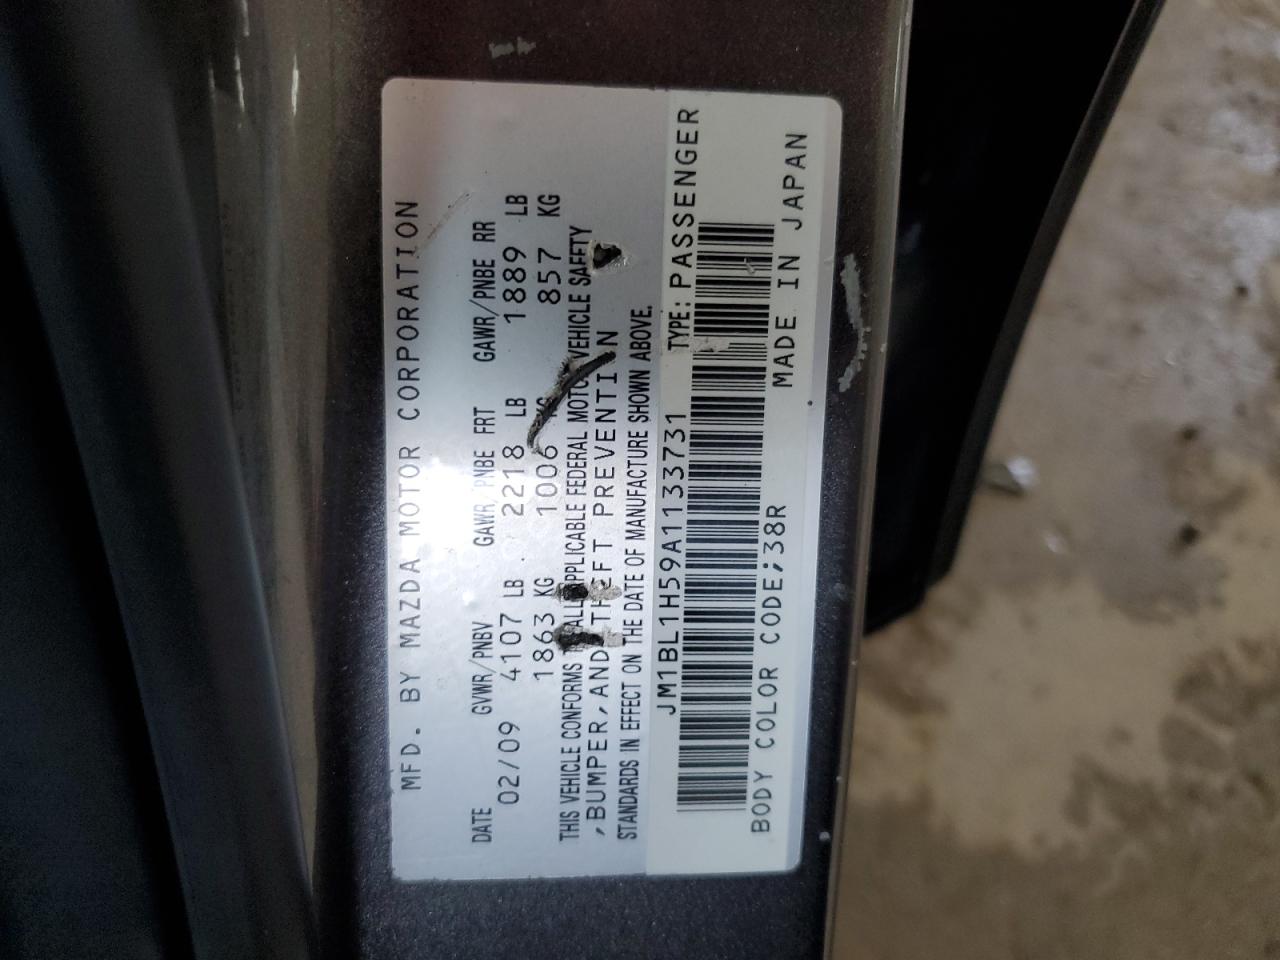 MFD. BY MAZDA MOTOR CORPORATION
DATE GVWR/PNBV GAWR/PNBE FRT GAWR/PNBE RR
02/09 4107 LB 2218 LB 1889 LB
1863 KG 1006 KG 857 KG
THIS VEHICLE CONFORMS ALL APPLICABLE FEDERAL MOTOR VEHICLE SAFETY
,BUMPER,AND THEFT PREVENTION
STANDARDS IN EFFECT ON THE DATE OF MANUFACTURE SHOWN ABOVE.
JM1BL1H59A1133731 TYPE: PASSENGER
BODY COLOR CODE;38R MADE IN JAPAN